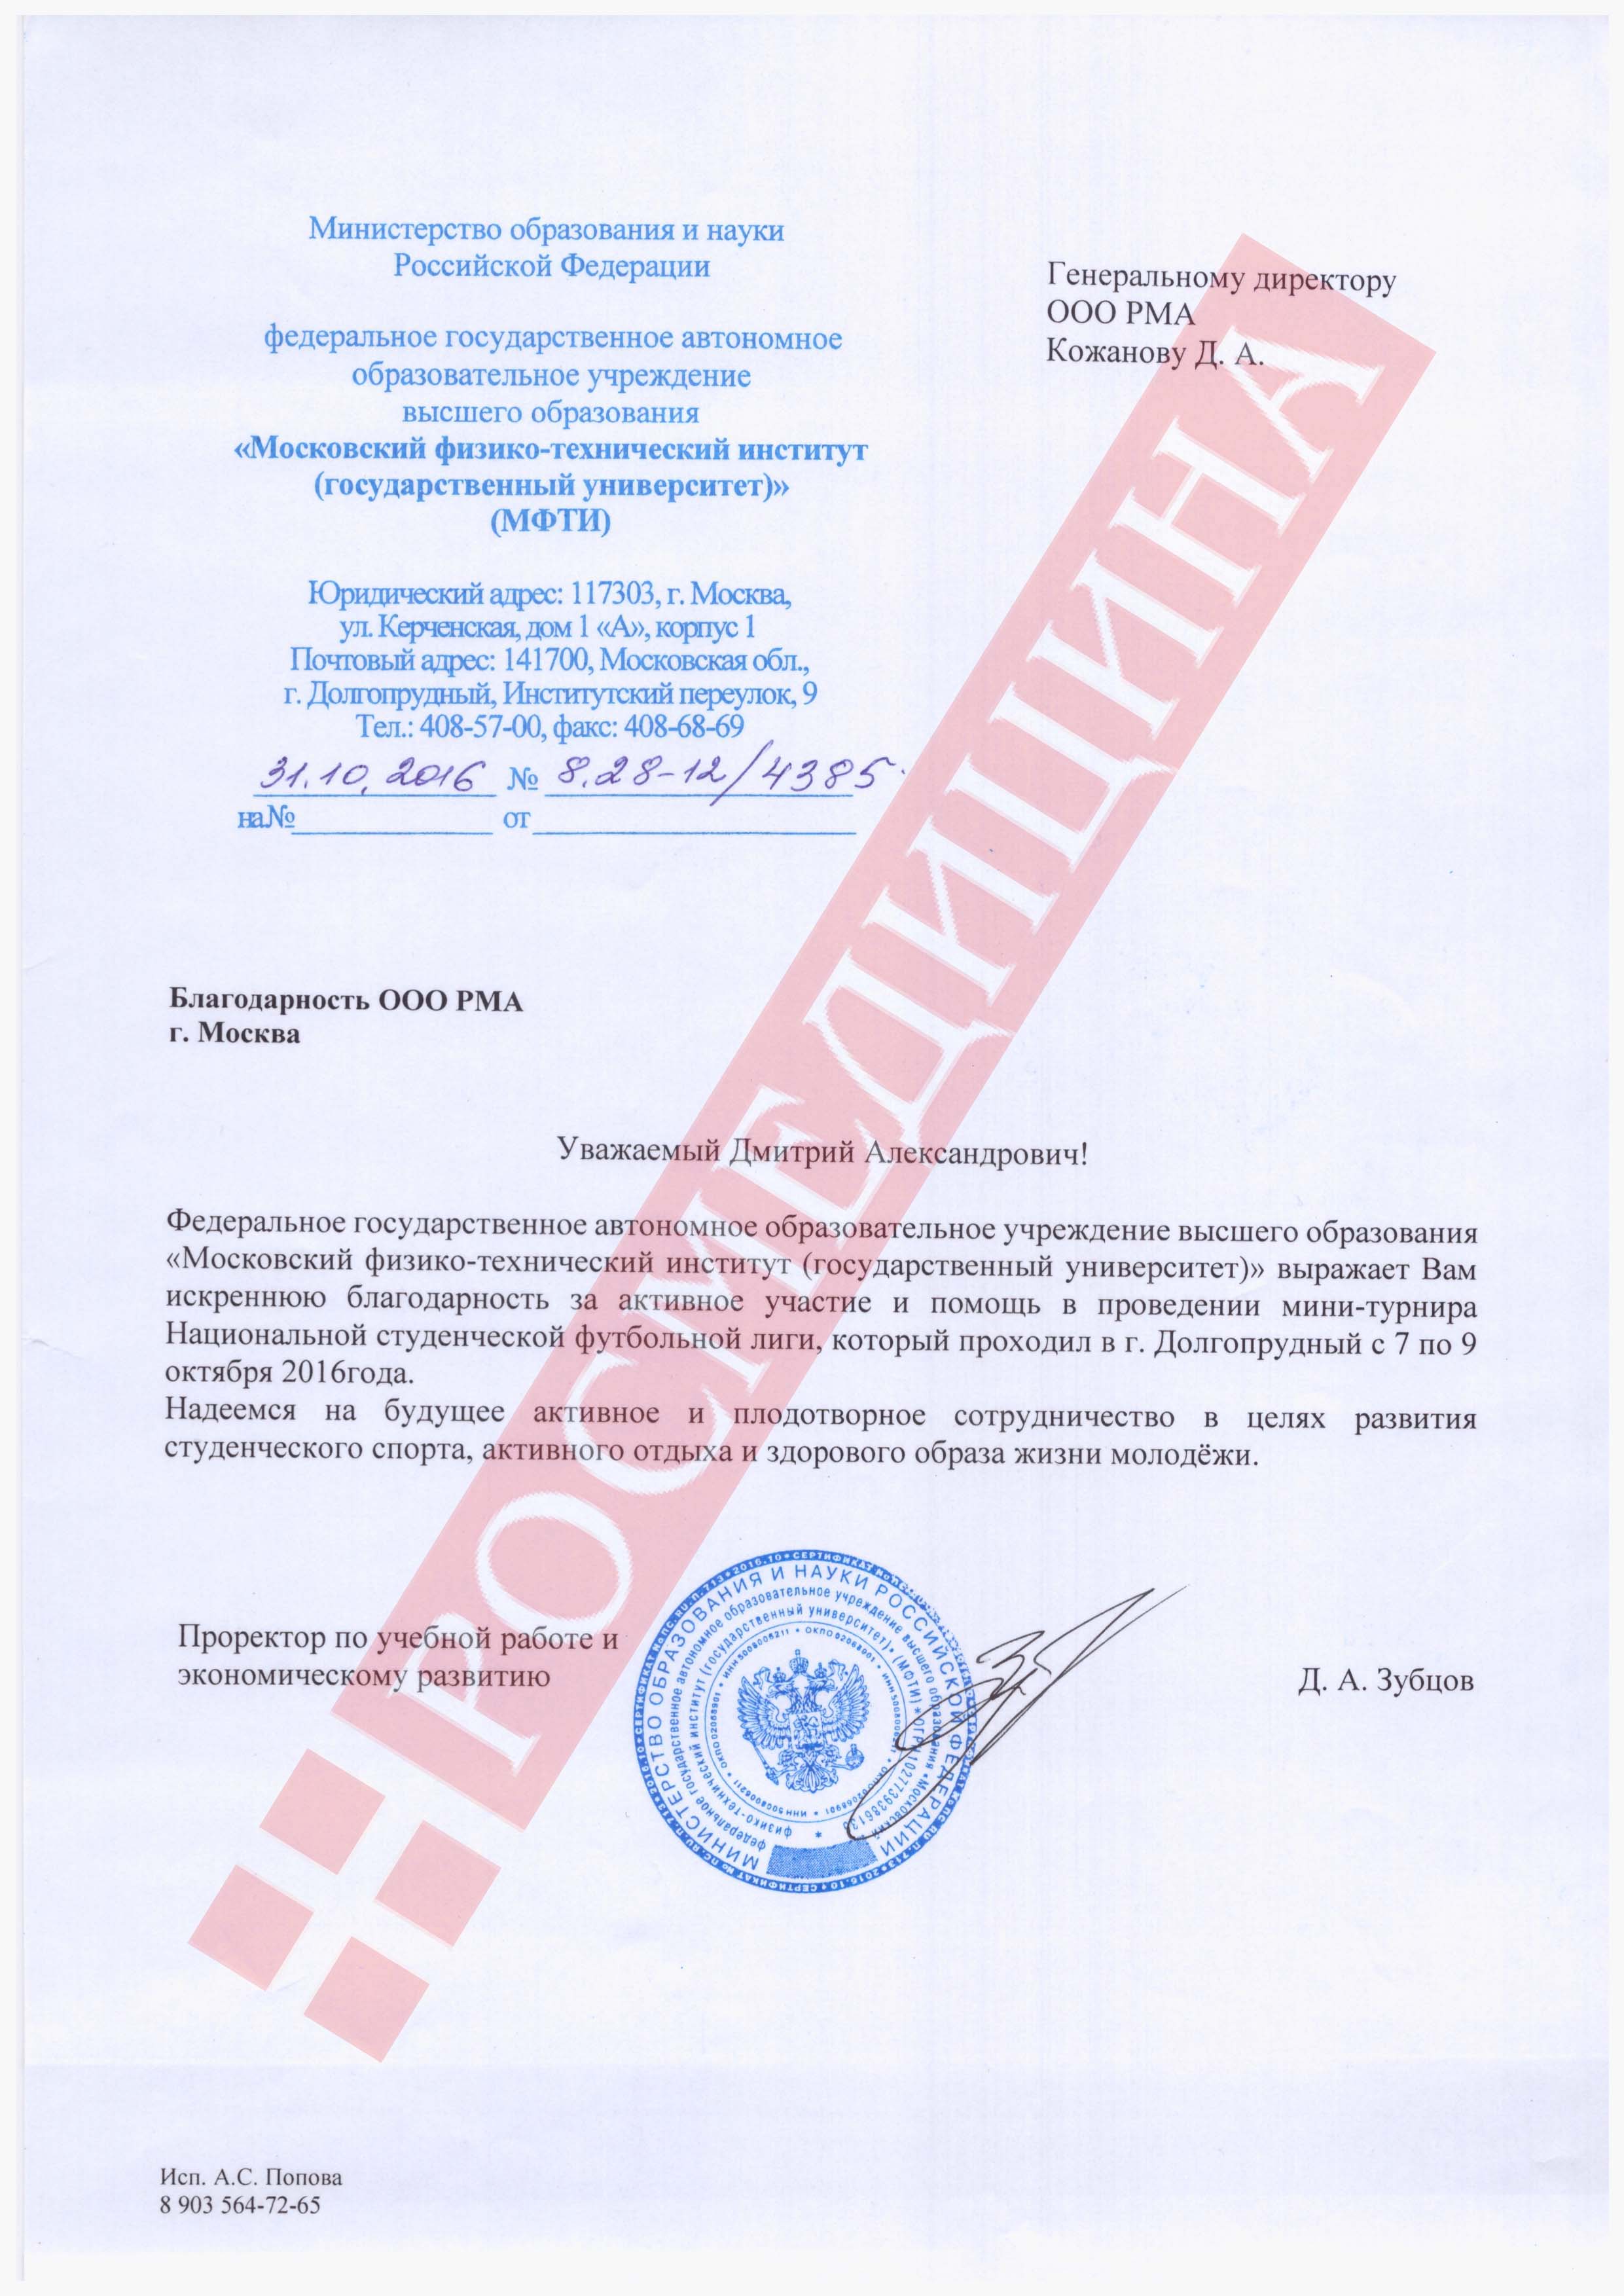 Министерство образования и науки
Российской Федерации
федеральное государственное автономное
образовательное учреждение
высшего образования
«Московский физико-технический институт
(государственный университет)»
(МФТИ)
Юридический адрес: 117303, г. Москва,
ул. Керченская, дом 1 «А», корпус 1
Почтовый адрес: 141700, Московская обл.,
г. Долгопрудный, Институтский переулок, 9
Тел.: 408-57-00, факс: 408-68-69
31.10.2016 № 8.28-12/4385
на№ от
Генеральному директору
ООО РМА
Кожанову Д. А.
Благодарность ООО РМА
г. Москва
Уважаемый Дмитрий Александрович!
Федеральное государственное автономное образовательное учреждение высшего образования
«Московский физико-технический институт (государственный университет)» выражает Вам
искреннюю благодарность за активное участие и помощь в проведении мини-турнира
Национальной студенческой футбольной лиги, который проходил в г. Долгопрудный с 7 по 9
октября 2016года.
Надеемся на будущее активное и плодотворное сотрудничество в целях развития
студенческого спорта, активного отдыха и здорового образа жизни молодёжи.
Проректор по учебной работе и
экономическому развитию
Д. А. Зубцов
МИНИСТЕРСТВО ОБРАЗОВАНИЯ И НАУКИ РОССИЙСКОЙ ФЕДЕРАЦИИ
федеральное государственное автономное образовательное учреждение высшего образования * Московский
физико-технический институт (государственный университет)* (МФТИ) *
РОСМЕДИЦИНА
Исп. А.С. Попова
8 903 564-72-65